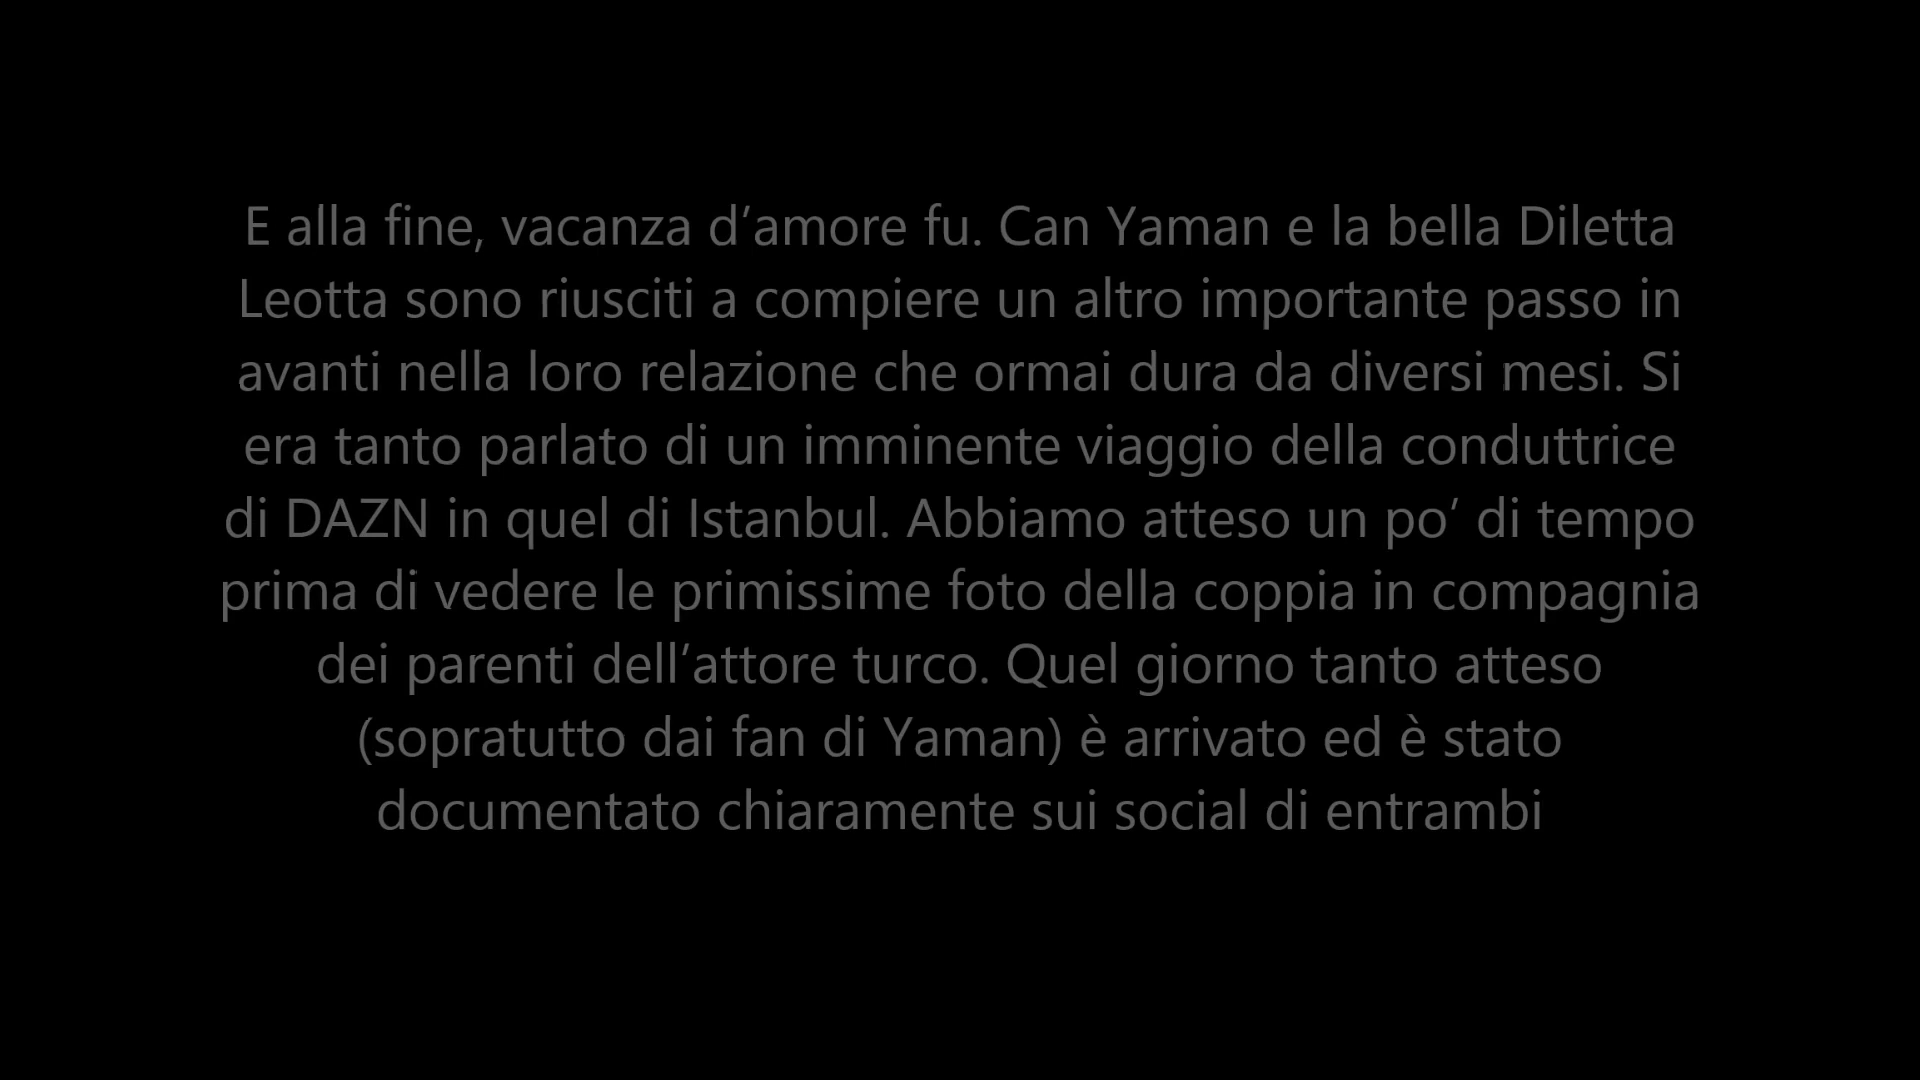 E alla fine, vacanza d’amore fu. Can Yaman e la bella Diletta
Leotta sono riusciti a compiere un altro importante passo in
avanti nella loro relazione che ormai dura da diversi mesi. Si
era tanto parlato di un imminente viaggio della conduttrice
di DAZN in quel di Istanbul. Abbiamo atteso un po’ di tempo
prima di vedere le primissime foto della coppia in compagnia
dei parenti dell’attore turco. Quel giorno tanto atteso
(sopratutto dai fan di Yaman) è arrivato ed è stato
documentato chiaramente sui social di entrambi